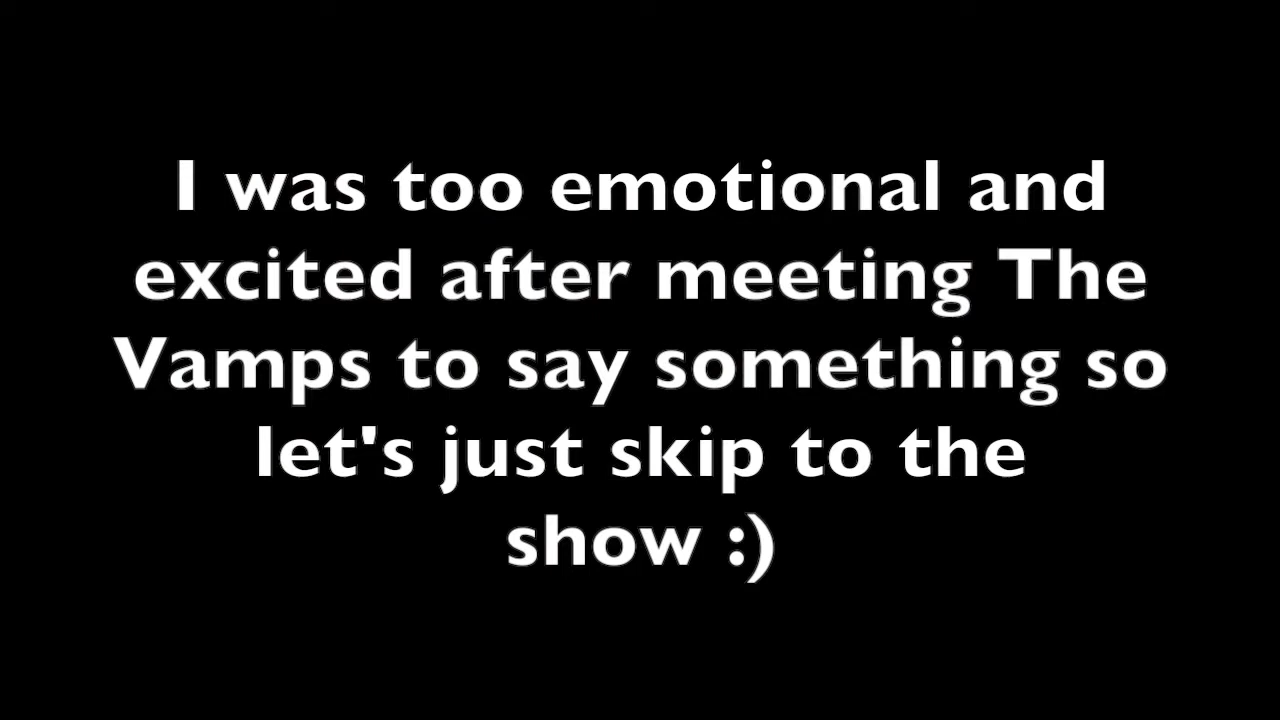 I was too emotional and
excited after meeting The
Vamps to say something so
let's just skip to the
show :)